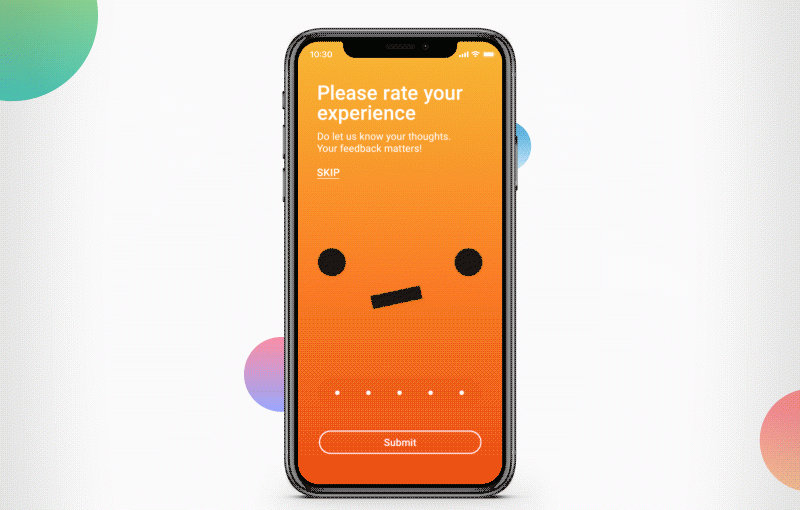 10:30
Please rate your
experience
Do let us know your thoughts.
Your feedback matters!
SKIP
Submit